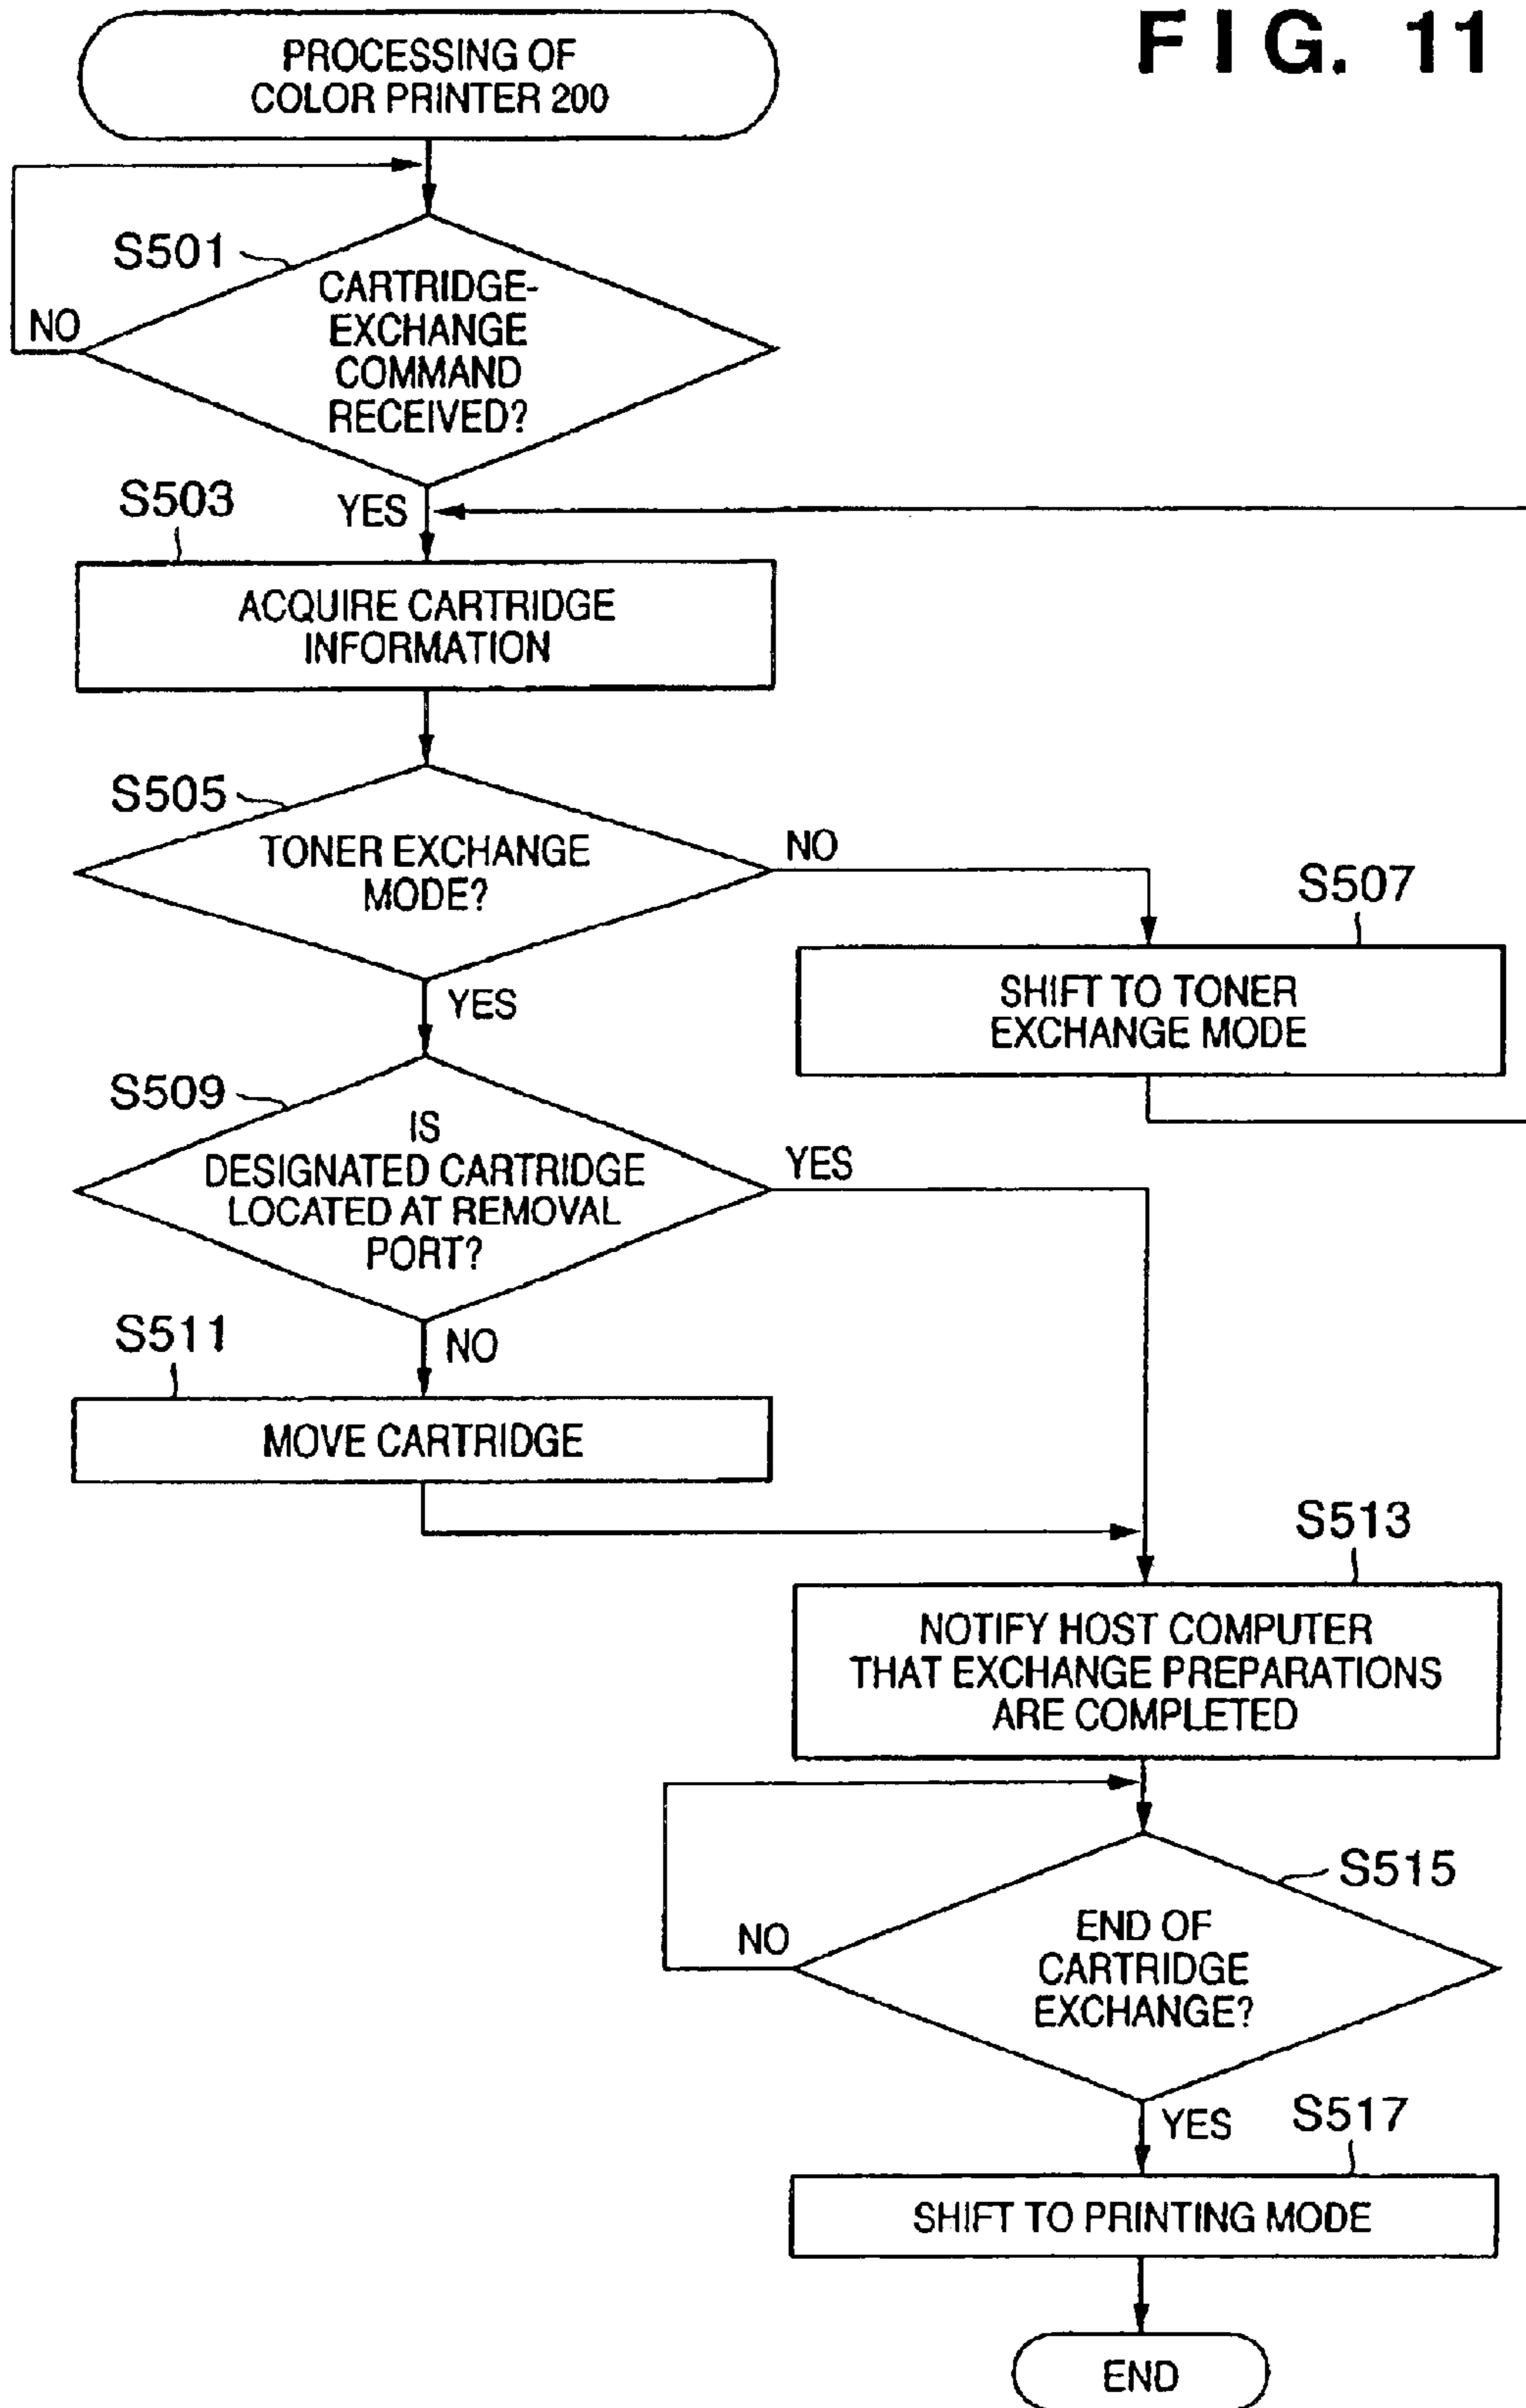 FIG. 11
PROCESSING OF
COLOR PRINTER 200
S501
CARTRIDGE-
EXCHANGE
COMMAND
RECEIVED?
NO
YES
S503
ACQUIRE CARTRIDGE
INFORMATION
S505
TONER EXCHANGE
MODE?
NO
S507
SHIFT TO TONER
EXCHANGE MODE
YES
S509
IS
DESIGNATED CARTRIDGE
LOCATED AT REMOVAL
PORT?
YES
NO
S511
MOVE CARTRIDGE
S513
NOTIFY HOST COMPUTER
THAT EXCHANGE PREPARATIONS
ARE COMPLETED
S515
END OF
CARTRIDGE
EXCHANGE?
NO
YES
S517
SHIFT TO PRINTING MODE
END